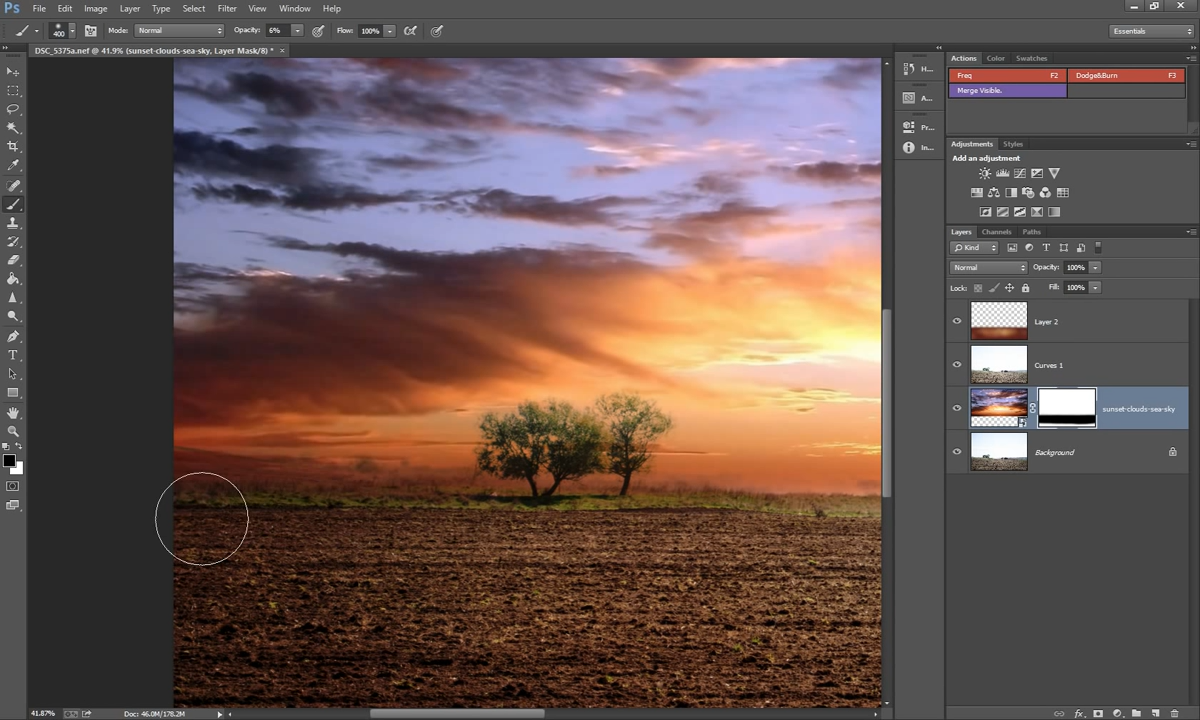 Ps File Edit Image Layer Type Select Filter View Window Help
400 Mode: Normal Opacity: 6% Flow: 100% Essentials
DSC_5375a.nef @ 41.9% (sunset-clouds-sea-sky, Layer Mask/8) * ×
H...
A...
Pr...
In...
Actions Color Swatches
Freq F2 Dodge&Burn F3
Merge Visible.
Adjustments Styles
Add an adjustment
Layers Channels Paths
Kind
Normal Opacity: 100%
Lock: Fill: 100%
Layer 2
Curves 1
sunset-clouds-sea-sky
Background
T
41.87% Doc: 46.0M/178.2M
fx